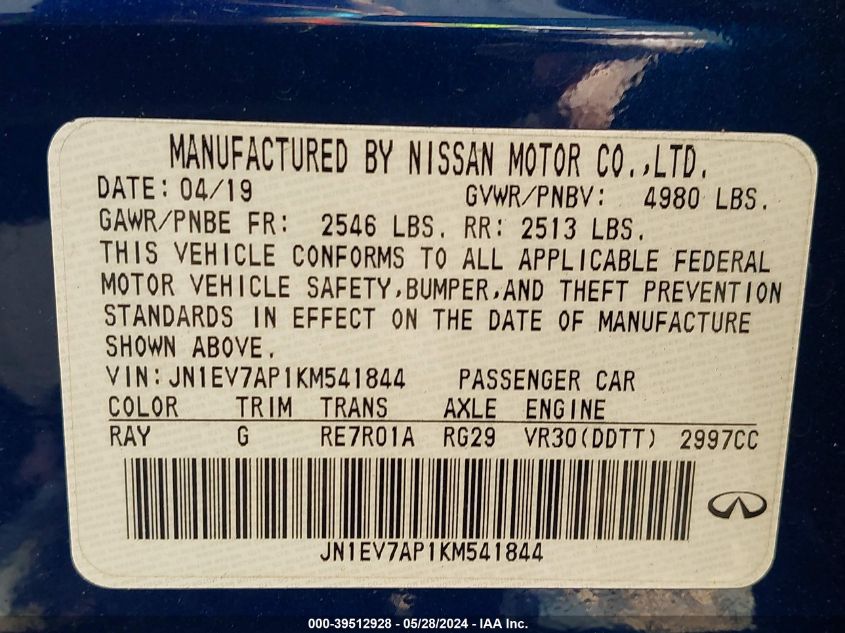 MANUFACTURED BY NISSAN MOTOR CO.,LTD.
DATE: 04/19 GVWR/PNBV: 4980 LBS.
GAWR/PNBE FR: 2546 LBS. RR: 2513 LBS.
THIS VEHICLE CONFORMS TO ALL APPLICABLE FEDERAL
MOTOR VEHICLE SAFETY,BUMPER,AND THEFT PREVENTION
STANDARDS IN EFFECT ON THE DATE OF MANUFACTURE
SHOWN ABOVE.
VIN:JN1EV7AP1KM541844 PASSENGER CAR
COLOR TRIM TRANS AXLE ENGINE
RAY G RE7R01A RG29 VR30(DDTT) 2997CC
JN1EV7AP1KM541844
000-39512928 - 05/28/2024 - IAA Inc.